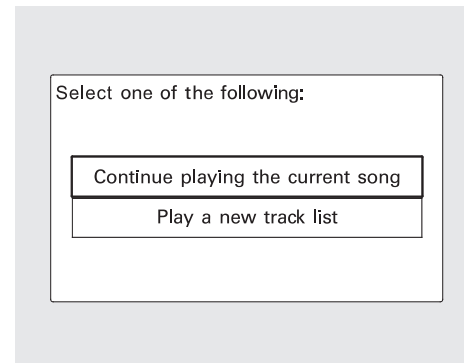 Select one of the following:
Continue playing the current song
Play a new track list